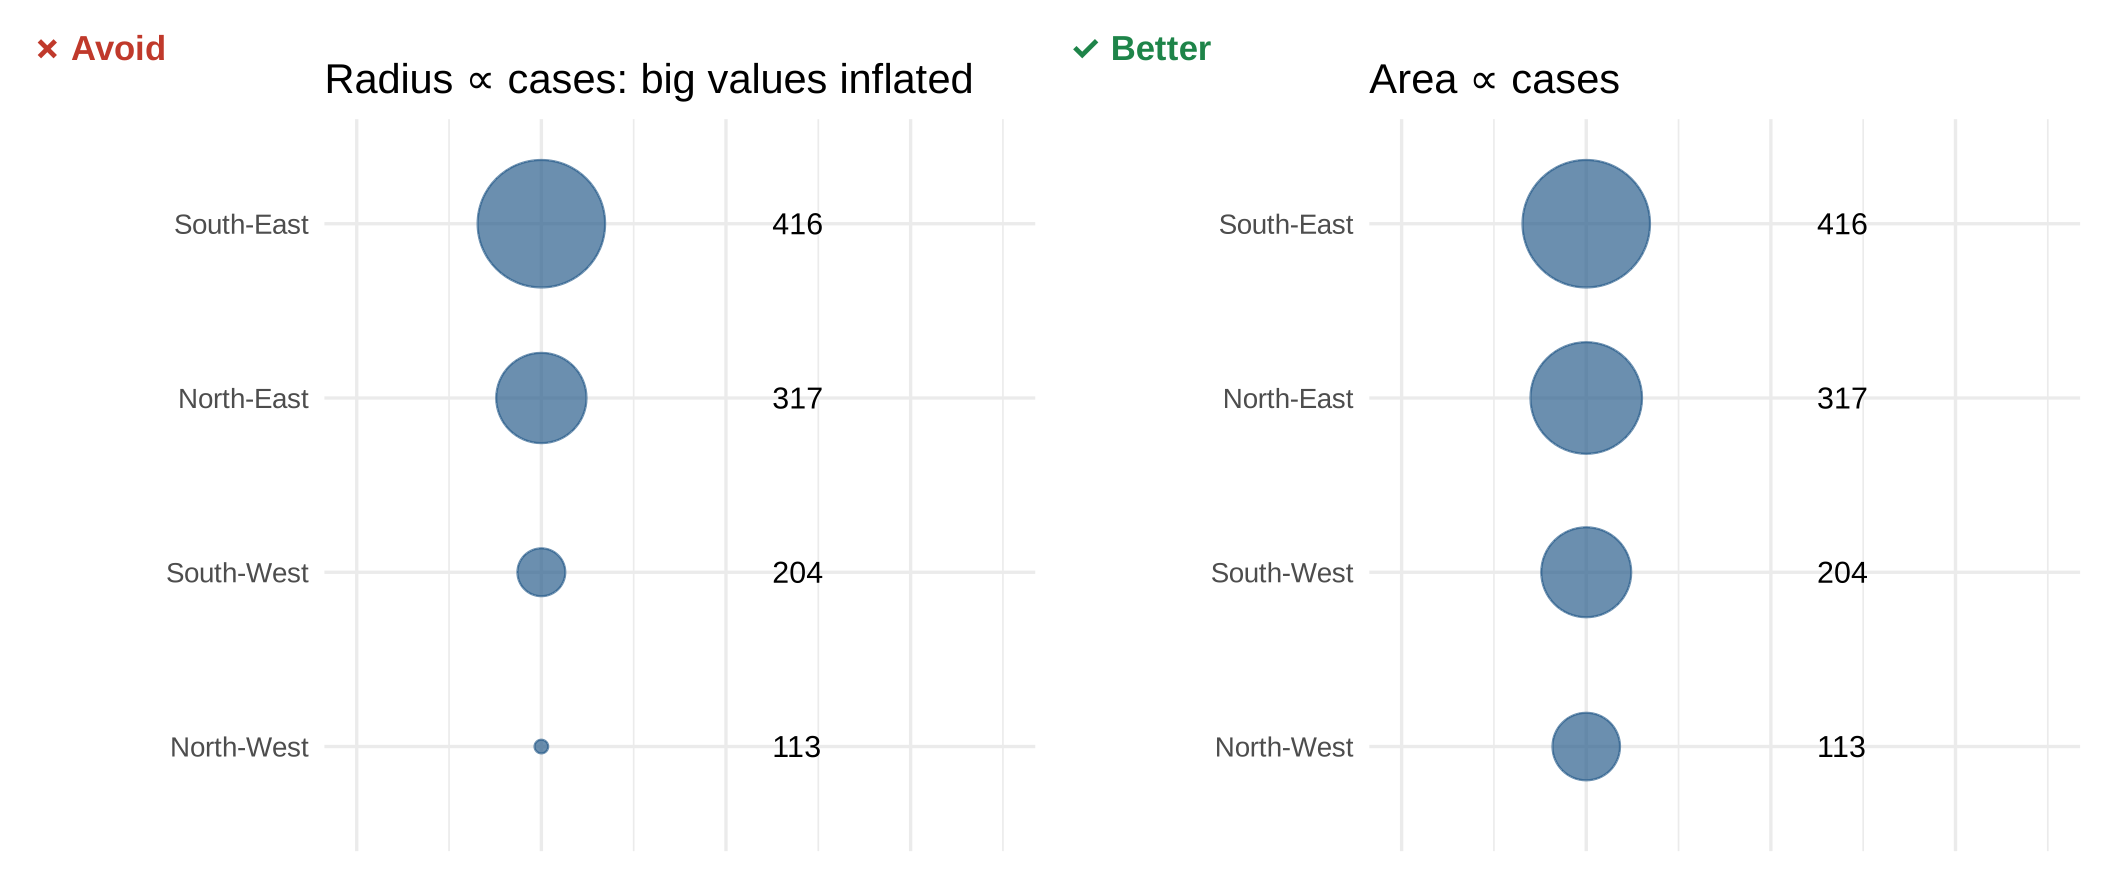 Avoid
Radius ∝ cases: big values inflated
South-East
416
North-East
317
South-West
204
North-West
113
Better
Area ∝ cases
South-East
416
North-East
317
South-West
204
North-West
113